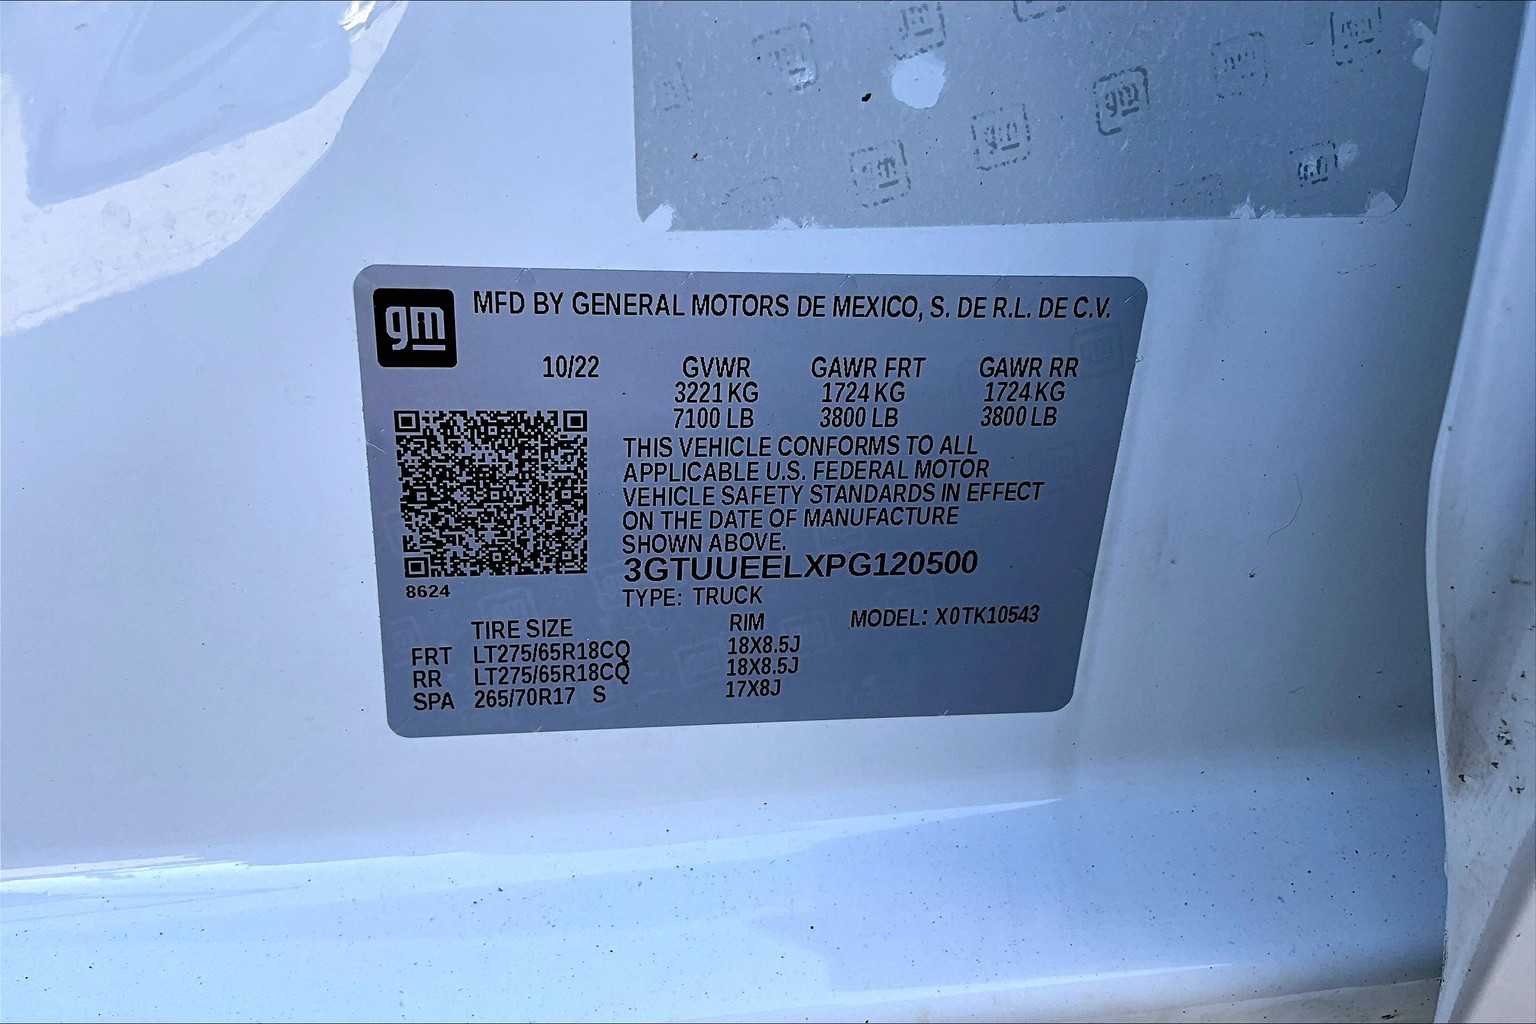 gm
MFD BY GENERAL MOTORS DE MEXICO, S. DE R.L. DE C.V.
10/22 GVWR GAWR FRT GAWR RR
3221 KG 1724 KG 1724 KG
7100 LB 3800 LB 3800 LB
THIS VEHICLE CONFORMS TO ALL
APPLICABLE U.S. FEDERAL MOTOR
VEHICLE SAFETY STANDARDS IN EFFECT
ON THE DATE OF MANUFACTURE
SHOWN ABOVE.
3GTUUEELXPG120500
8624
TYPE: TRUCK
MODEL: X0TK10543
TIRE SIZE RIM
FRT LT275/65R18CQ 18X8.5J
RR LT275/65R18CQ 18X8.5J
SPA 265/70R17 S 17X8J